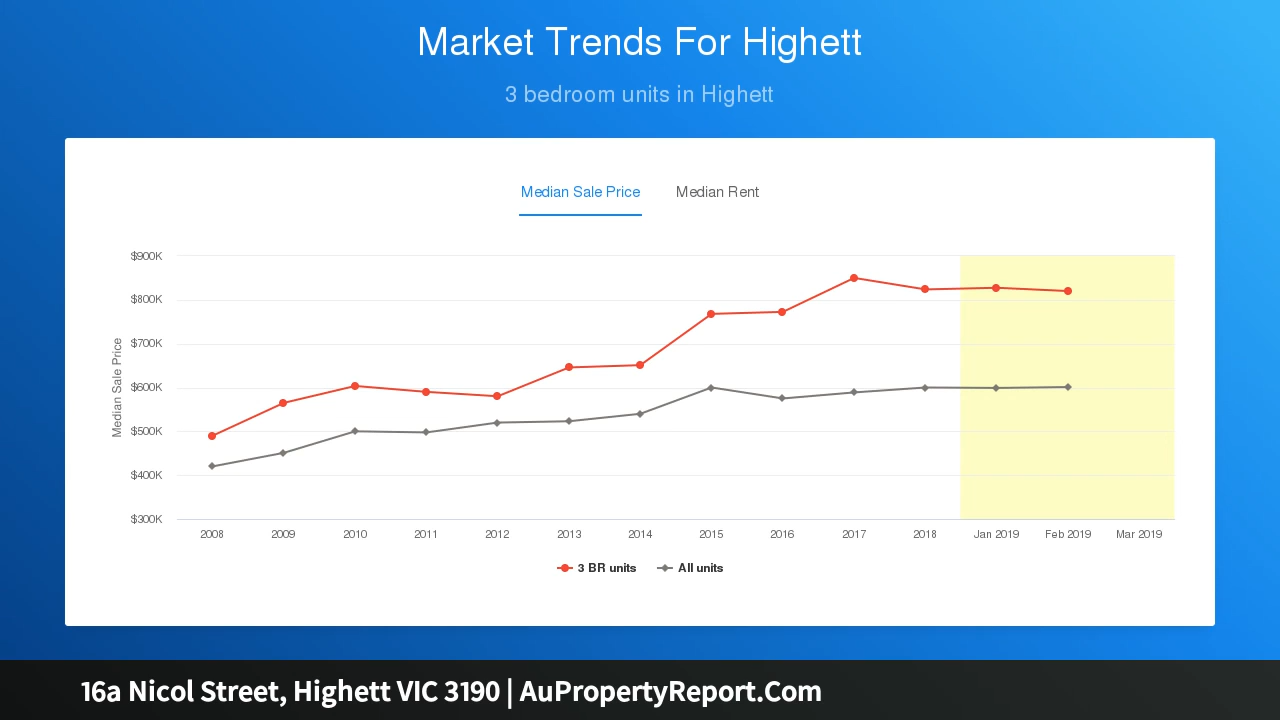 Market Trends For Highett
3 bedroom units in Highett
Median Sale Price Median Rent
$900K
$800K
$700K
$600K
$500K
$400K
$300K
Median Sale Price
2008 2009 2010 2011 2012 2013 2014 2015 2016 2017 2018 Jan 2019 Feb 2019 Mar 2019
3 BR units All units
16a Nicol Street, Highett VIC 3190 | AuPropertyReport.Com